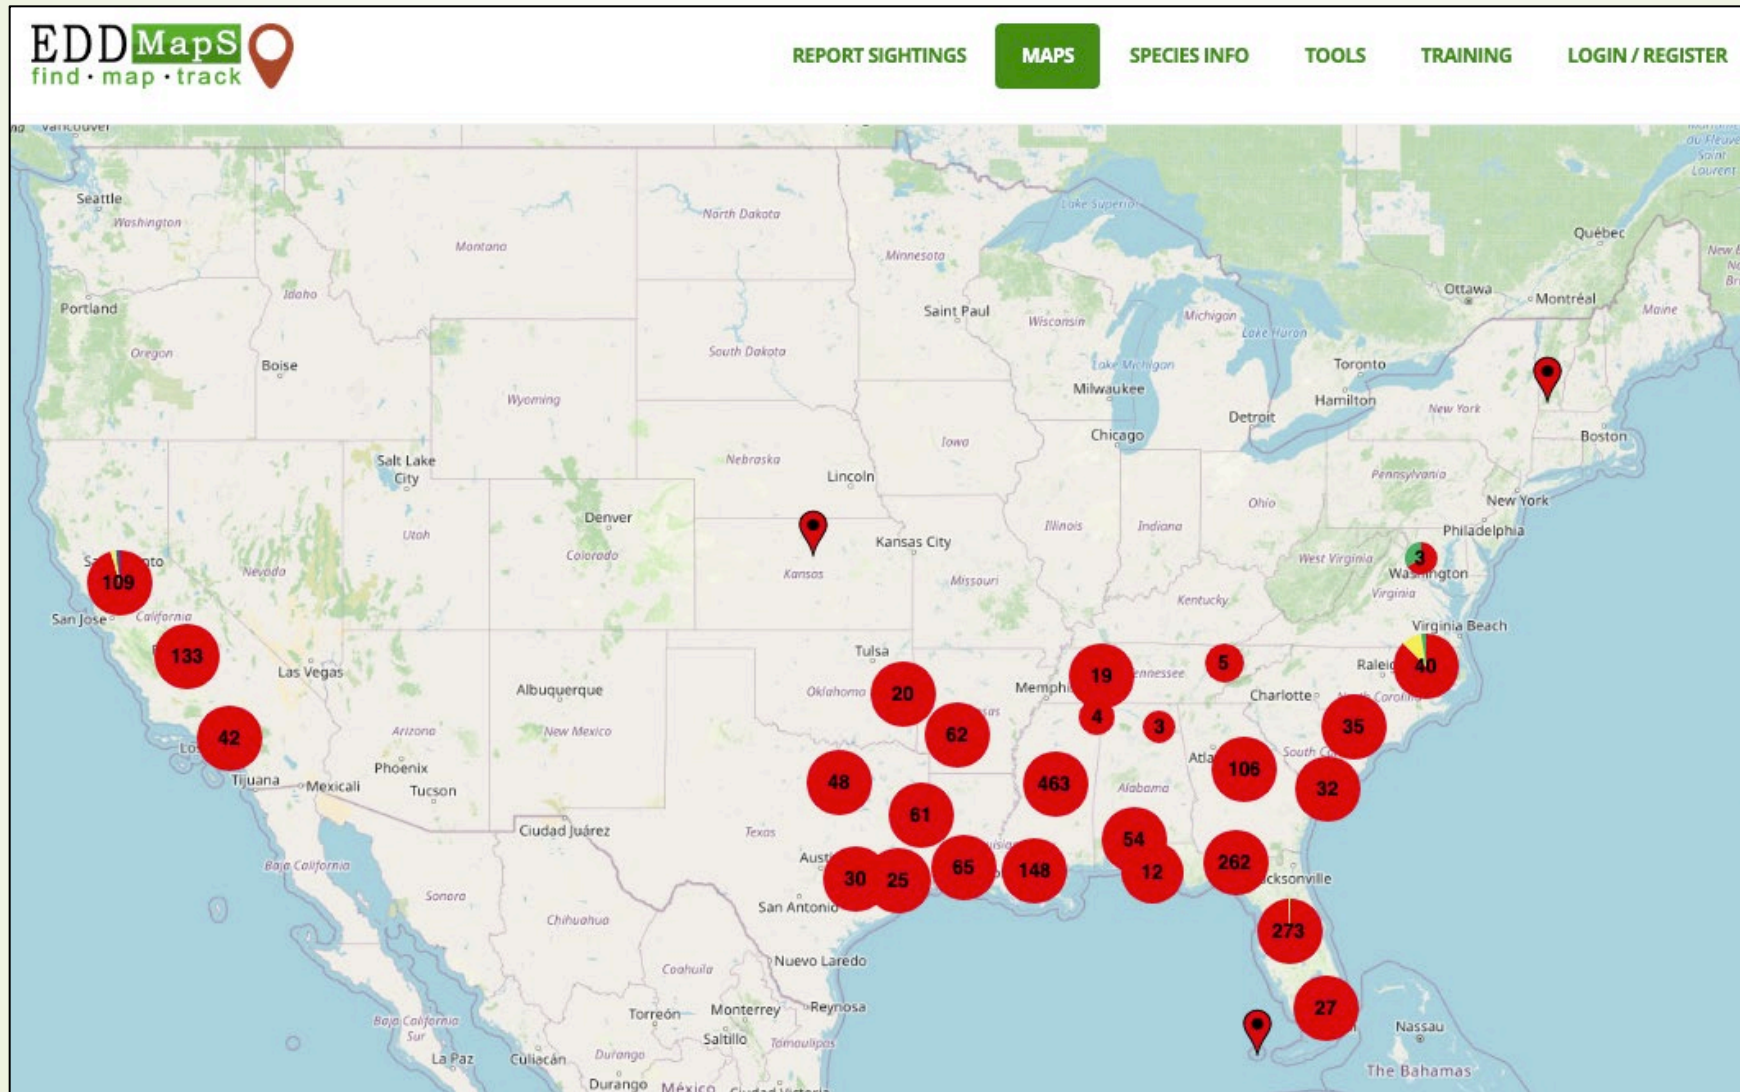 EDDMapS
find · map · track
REPORT SIGHTINGS
MAPS
SPECIES INFO
TOOLS
TRAINING
LOGIN / REGISTER
Vancouver
Seattle
Washington
Montana
North Dakota
Minnesota
Lake Superior
Québec
Portland
Idaho
Oregon
Boise
Wyoming
South Dakota
Saint Paul
Wisconsin
Michigan
Lake Huron
Ottawa
Montréal
Maine
Lake Michigan
Milwaukee
Toronto
Hamilton
New York
Detroit
Chicago
Boston
Iowa
Salt Lake
City
Nebraska
Lincoln
Pennsylvania
New York
Philadelphia
Denver
Utah
Colorado
Nevada
Kansas City
Kansas
Missouri
Illinois
Indiana
Ohio
West Virginia
3
Virginia
Kentucky
109
San Jose
California
133
Las Vegas
Virginia Beach
Tulsa
Oklahoma
20
19
5
40
Charlotte
Albuquerque
New Mexico
Arizona
62
4
3
35
42
Phoenix
Tucson
Tijuana
Mexicali
48
463
Alabama
106
32
61
Ciudad Juárez
Texas
54
12
262
Baja California
Sonora
Chihuahua
San Antonio
30
25
65
148
273
Nuevo Laredo
Coahuila
Torreón
Monterrey
Reynosa
Saltillo
Tamaulipas
27
Nassau
The Bahamas
Baja California
Sur
La Paz
Culiacán
Durango
Durango
México